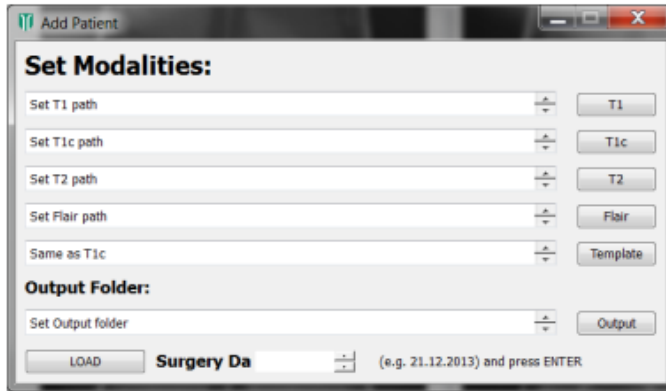 Add Patient
Set Modalities:
Set T1 path T1
Set T1c path T1c
Set T2 path T2
Set Flair path Flair
Same as T1c Template
Output Folder:
Set Output folder Output
LOAD Surgery Da (e.g. 21.12.2013) and press ENTER